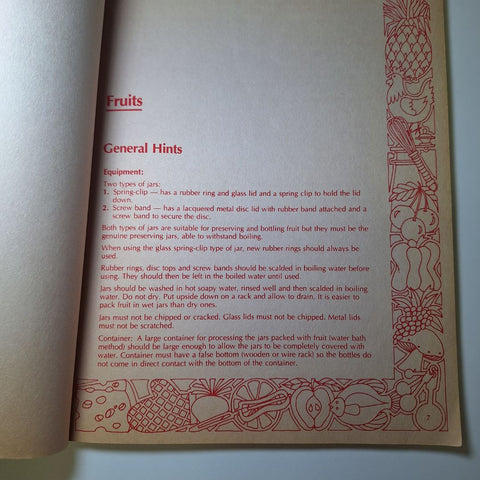 Fruits
General Hints
Equipment:
Two types of jars:
1. Spring-clip — has a rubber ring and glass lid and a spring clip to hold the lid
down.
2. Screw band — has a lacquered metal disc lid with rubber band attached and a
screw band to secure the disc.
Both types of jars are suitable for preserving and bottling fruit but they must be the
genuine preserving jars, able to withstand boiling.
When using the glass spring-clip type of jar, new rubber rings should always be
used.
Rubber rings, disc tops and screw bands should be scalded in boiling water before
using. They should then be left in the boiled water until used.
Jars should be washed in hot soapy water, rinsed well and then scalded in boiling
water. Do not dry. Put upside down on a rack and allow to drain. It is easier to
pack fruit in wet jars than dry ones.
Jars must not be chipped or cracked. Glass lids must not be chipped. Metal lids
must not be scratched.
Container: A large container for processing the jars packed with fruit (water bath
method) should be large enough to allow the jars to be completely covered with
water. Container must have a false bottom (wooden or wire rack) so the bottles do
not come in direct contact with the bottom of the container.
7